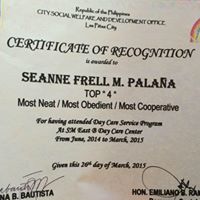 Republic of the Philippines
CITY SOCIAL WELFARE AND DEVELOPMENT OFFICE
Las Piñas City
CERTIFICATE OF RECOGNITION
is awarded to
SEANNE FRELL M. PALAÑA
TOP " 4 "
Most Neat / Most Obedient / Most Cooperative
For having attended Day Care Service Program
At SM East B Day Care Center
From June, 2014 to March, 2015
Given this 26th day of March, 2015
NA B. BAUTISTA
HON. EMILIANO B. RAM